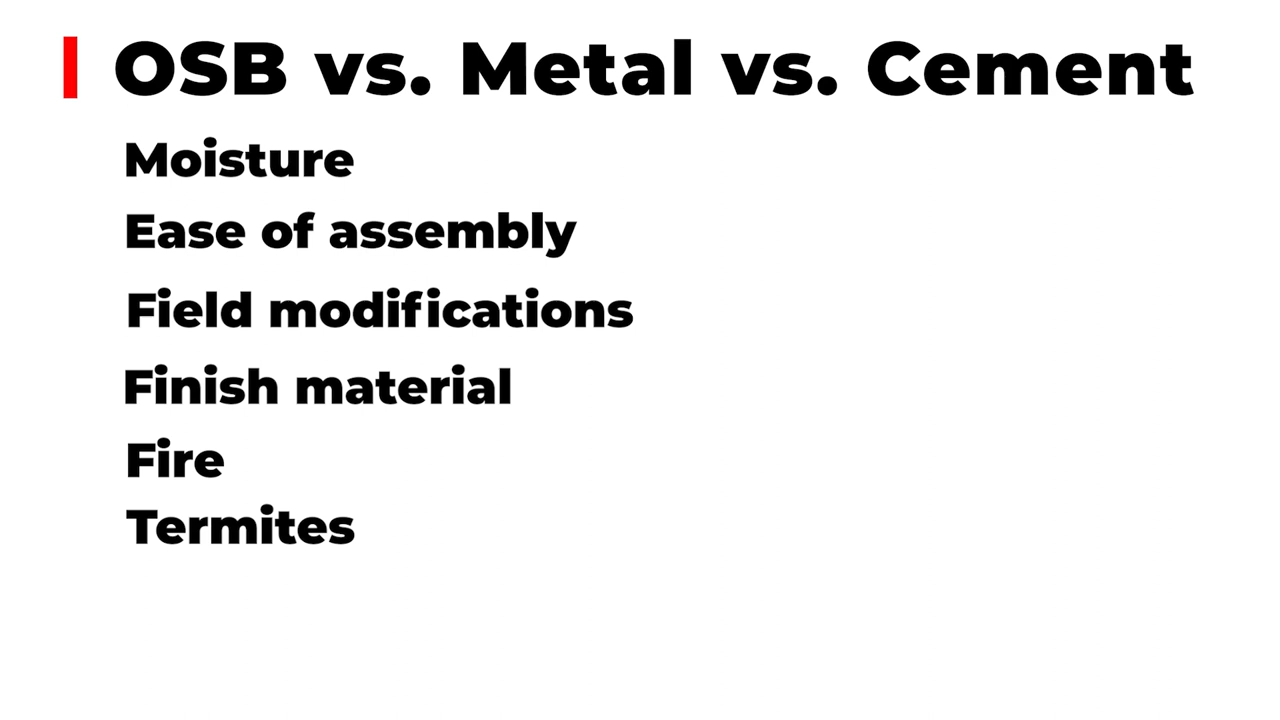 OSB vs. Metal vs. Cement
Moisture
Ease of assembly
Field modifications
Finish material
Fire
Termites